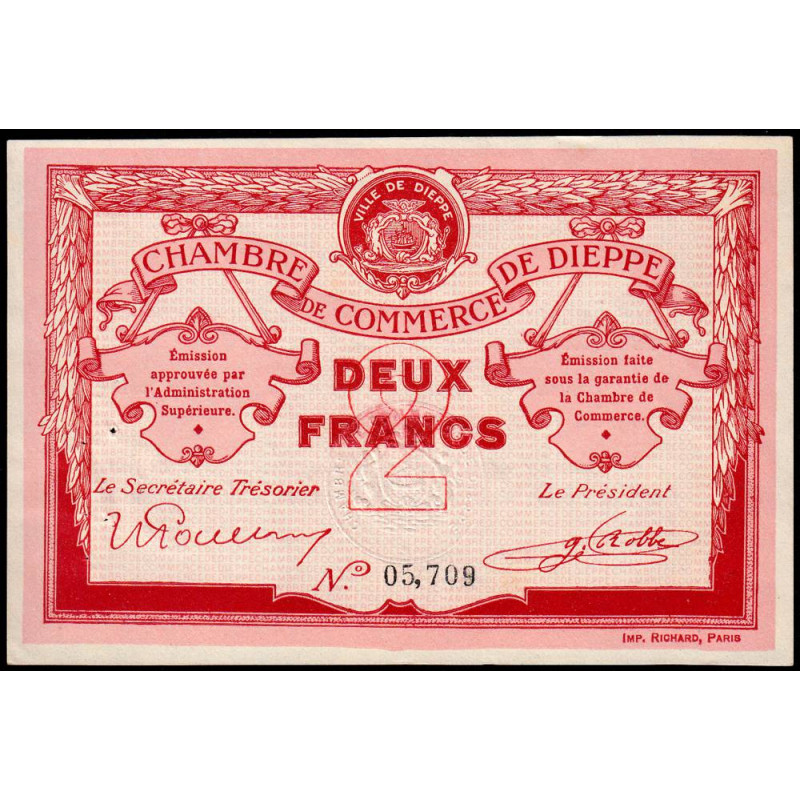 VILLE DE DIEPPE
CHAMBRE DE COMMERCE DE DIEPPE
Émission
approuvée par
l'Administration
Supérieure.
DEUX
FRANCS
2
Émission faite
sous la garantie de
la Chambre de
Commerce.
Le Secrétaire Trésorier
Le Président
G. Robbe
N.º 05,709
IMP. RICHARD, PARIS